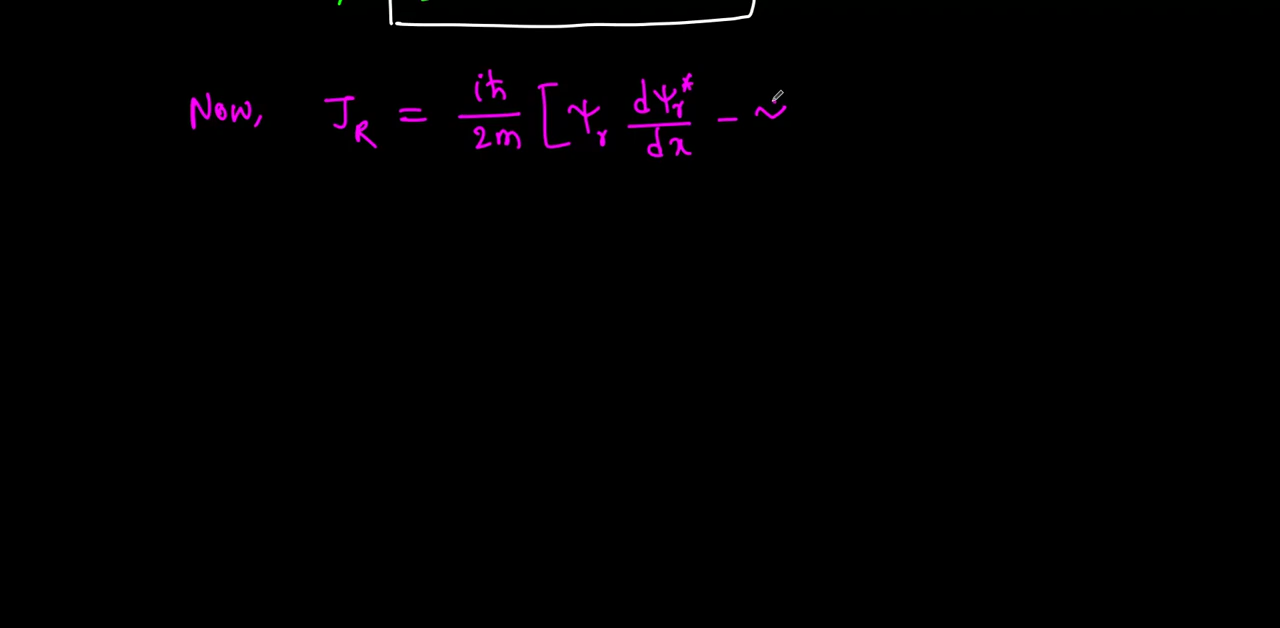 Now, J_R = iħ/2m [ψ_r dψ_r*/dx - ~